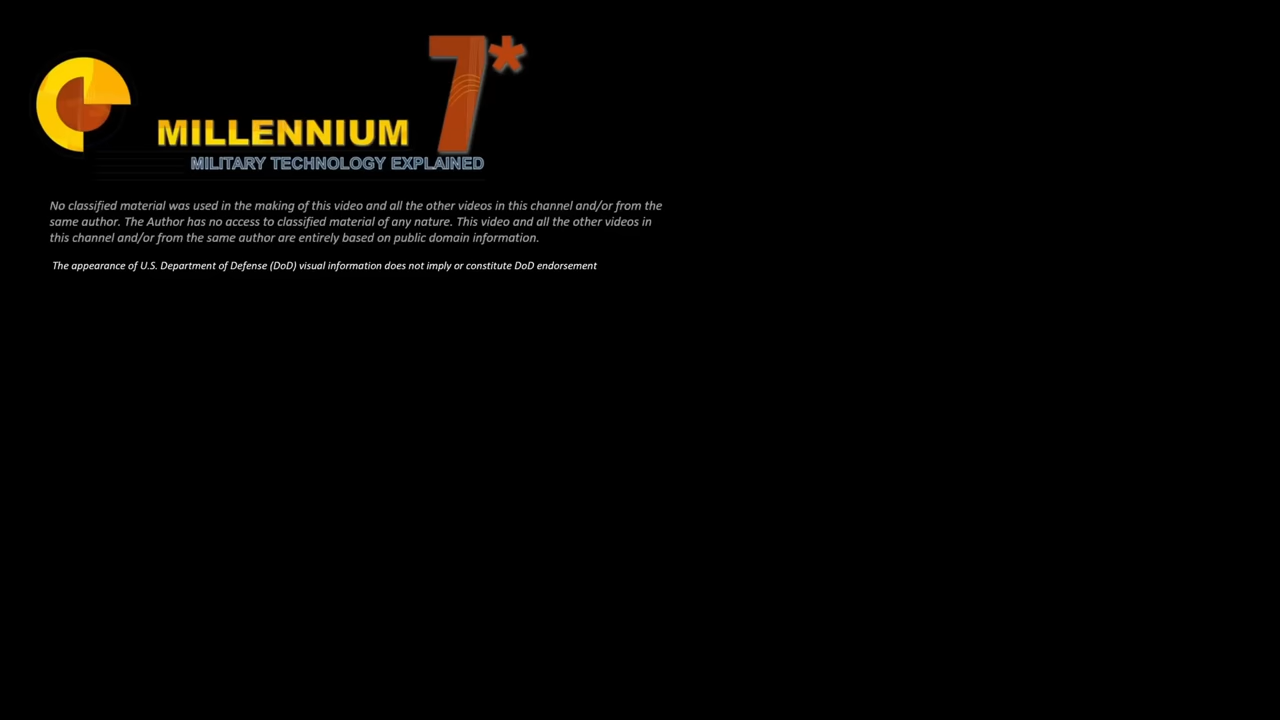 7*
MILLENNIUM
MILITARY TECHNOLOGY EXPLAINED
No classified material was used in the making of this video and all the other videos in this channel and/or from the
same author. The Author has no access to classified material of any nature. This video and all the other videos in
this channel and/or from the same author are entirely based on public domain information.
The appearance of U.S. Department of Defense (DoD) visual information does not imply or constitute DoD endorsement